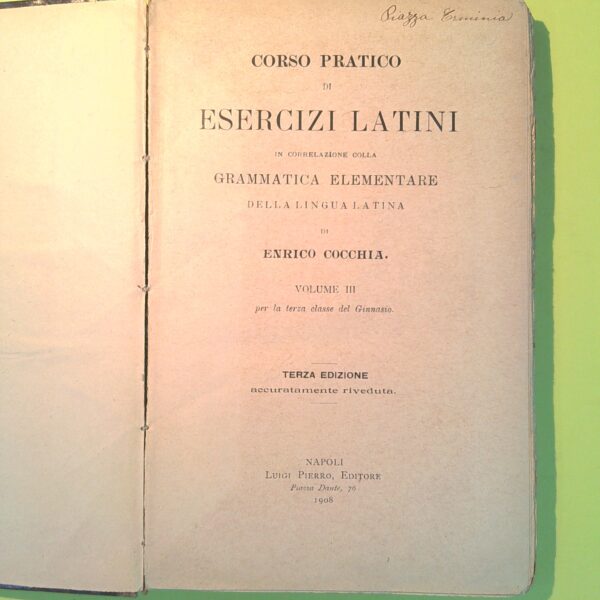 Piazza Erminia
CORSO PRATICO
DI
ESERCIZI LATINI
IN CORRELAZIONE COLLA
GRAMMATICA ELEMENTARE
DELLA LINGUA LATINA
DI
ENRICO COCCHIA.
VOLUME III
per la terza classe del Ginnasio.
TERZA EDIZIONE
accuratamente riveduta.
NAPOLI
LUIGI PIERRO, EDITORE
Piazza Dante, 76
1908